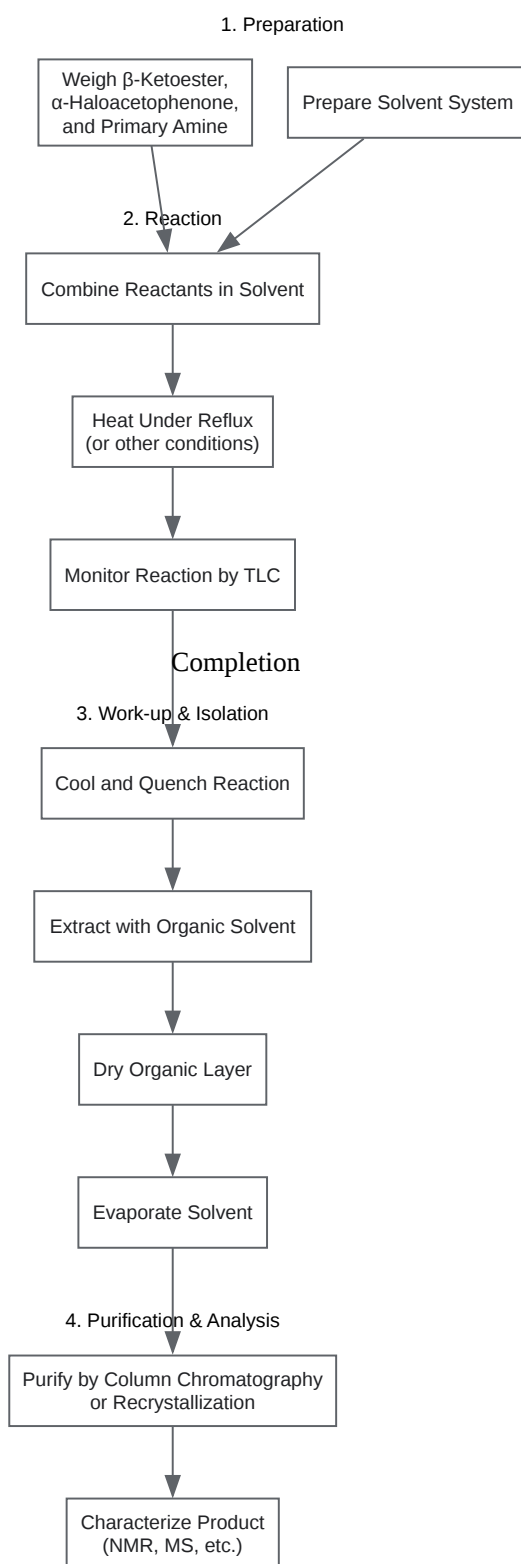 1. Preparation
Weigh β-Ketoester,
α-Haloacetophenone,
and Primary Amine
Prepare Solvent System
2. Reaction
Combine Reactants in Solvent
Heat Under Reflux
(or other conditions)
Monitor Reaction by TLC
Completion
3. Work-up & Isolation
Cool and Quench Reaction
Extract with Organic Solvent
Dry Organic Layer
Evaporate Solvent
4. Purification & Analysis
Purify by Column Chromatography
or Recrystallization
Characterize Product
(NMR, MS, etc.)